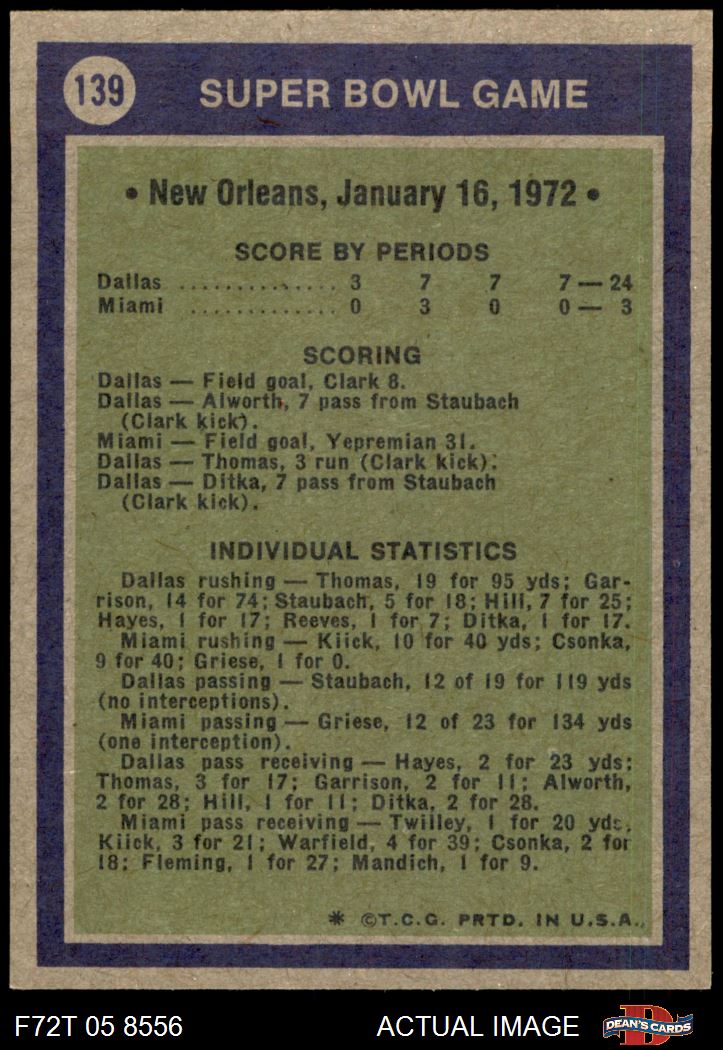 139
SUPER BOWL GAME
• New Orleans, January 16, 1972 •
SCORE BY PERIODS
Dallas .............. 3 7 7 7 — 24
Miami ............. 0 3 0 0 — 3
SCORING
Dallas — Field goal, Clark 8.
Dallas — Alworth, 7 pass from Staubach
(Clark kick).
Miami — Field goal, Yepremian 31.
Dallas — Thomas, 3 run (Clark kick).
Dallas — Ditka, 7 pass from Staubach
(Clark kick).
INDIVIDUAL STATISTICS
Dallas rushing — Thomas, 19 for 95 yds; Gar-
rison, 14 for 74; Staubach, 5 for 18; Hill, 7 for 25;
Hayes, 1 for 17; Reeves, 1 for 7; Ditka, 1 for 17.
Miami rushing — Kiick, 10 for 40 yds; Csonka,
9 for 40; Griese, 1 for 0.
Dallas passing — Staubach, 12 of 19 for 119 yds
(no interceptions).
Miami passing — Griese, 12 of 23 for 134 yds
(one interception).
Dallas pass receiving — Hayes, 2 for 23 yds;
Thomas, 3 for 17; Garrison, 2 for 11; Alworth,
2 for 28; Hill, 1 for 11; Ditka, 2 for 28.
Miami pass receiving — Twilley, 1 for 20 yds,
Kiick, 3 for 21; Warfield, 4 for 39; Csonka, 2 for
18; Fleming, 1 for 27; Mandich, 1 for 9.
* ©T.C.G. PRTD. IN U.S.A.
F72T 05 8556 ACTUAL IMAGE D DEAN'S CARDS